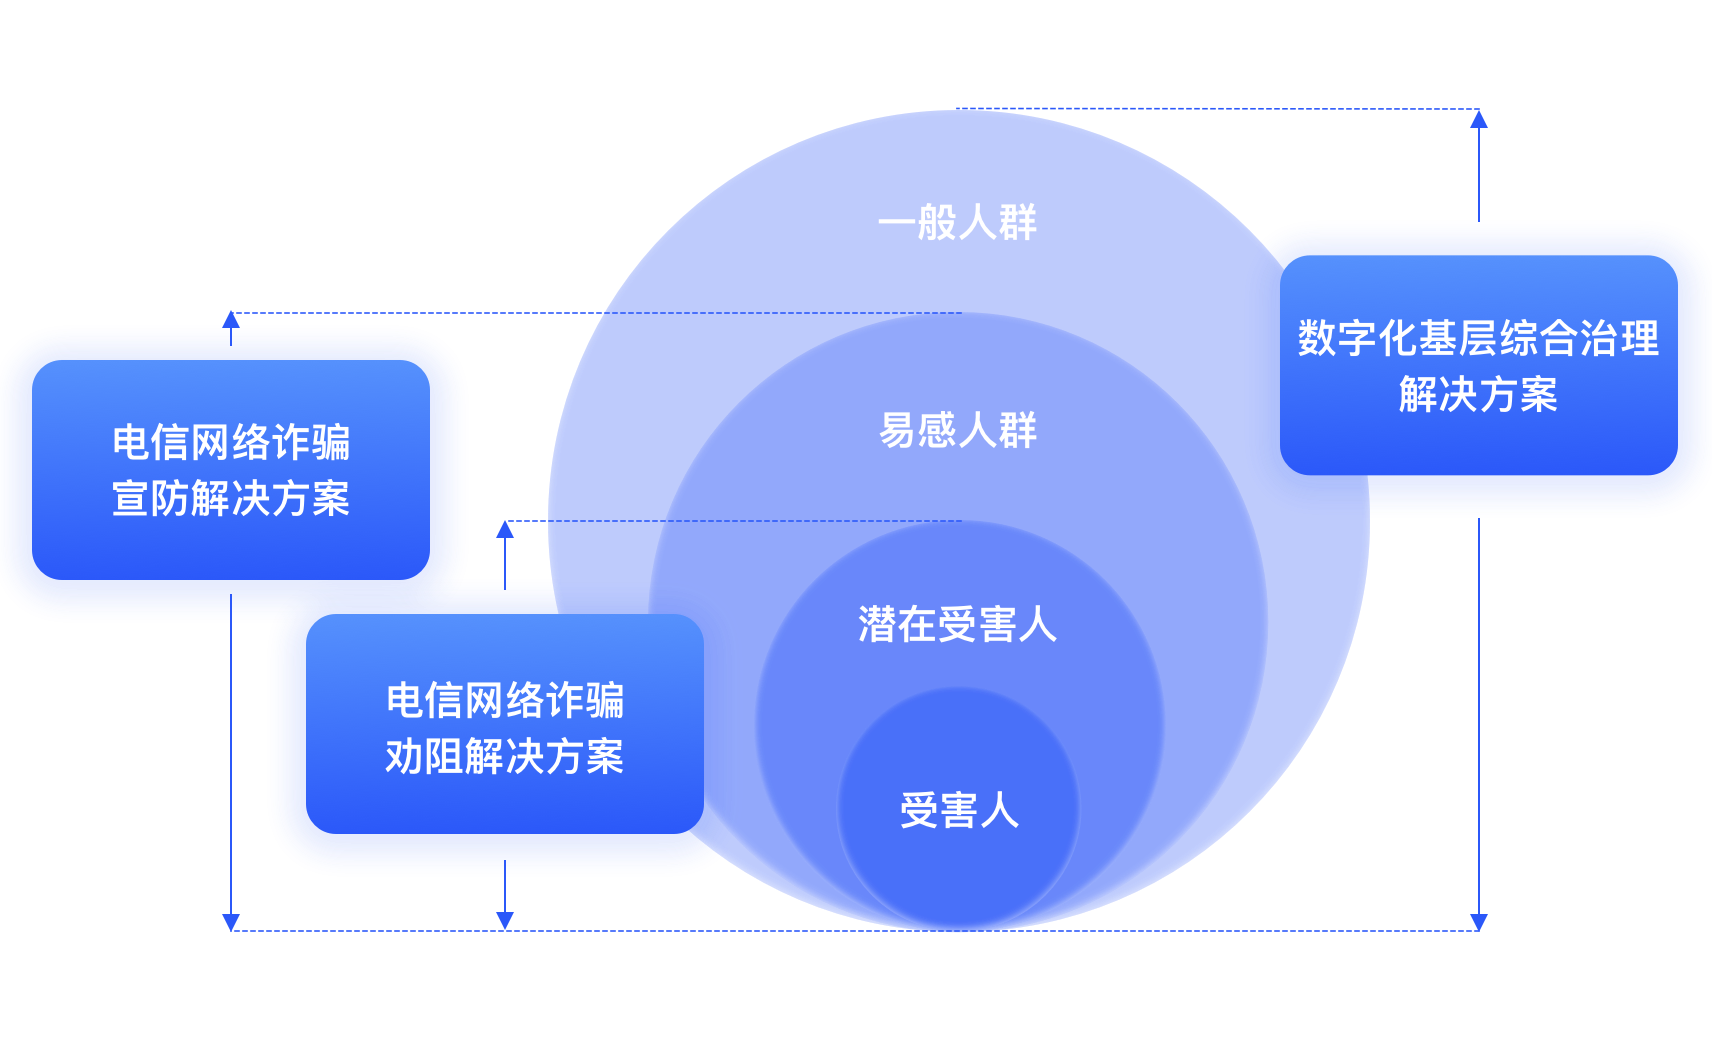 一般人群
数字化基层综合治理
解决方案
易感人群
电信网络诈骗
宣防解决方案
潜在受害人
电信网络诈骗
劝阻解决方案
受害人